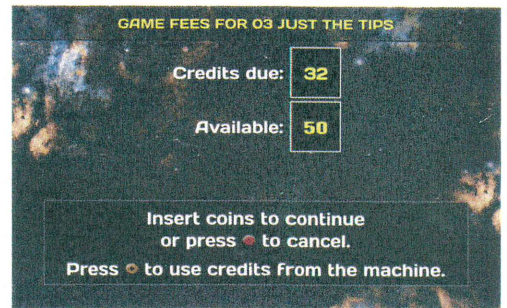 GAME FEES FOR 03 JUST THE TIPS
Credits due: 32
Available: 50
Insert coins to continue
or press to cancel.
Press to use credits from the machine.